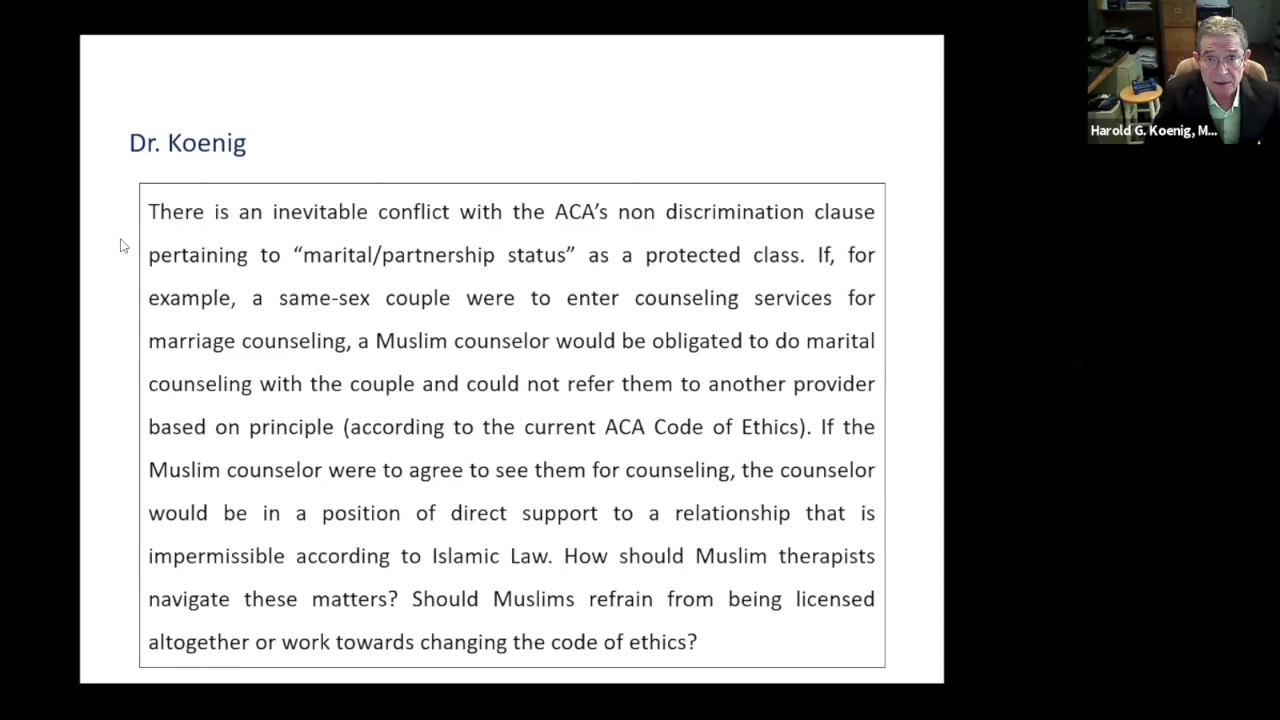 Dr. Koenig
There is an inevitable conflict with the ACA's non discrimination clause
pertaining to “marital/partnership status” as a protected class. If, for
example, a same-sex couple were to enter counseling services for
marriage counseling, a Muslim counselor would be obligated to do marital
counseling with the couple and could not refer them to another provider
based on principle (according to the current ACA Code of Ethics). If the
Muslim counselor were to agree to see them for counseling, the counselor
would be in a position of direct support to a relationship that is
impermissible according to Islamic Law. How should Muslim therapists
navigate these matters? Should Muslims refrain from being licensed
altogether or work towards changing the code of ethics?
Harold G. Koenig, M...